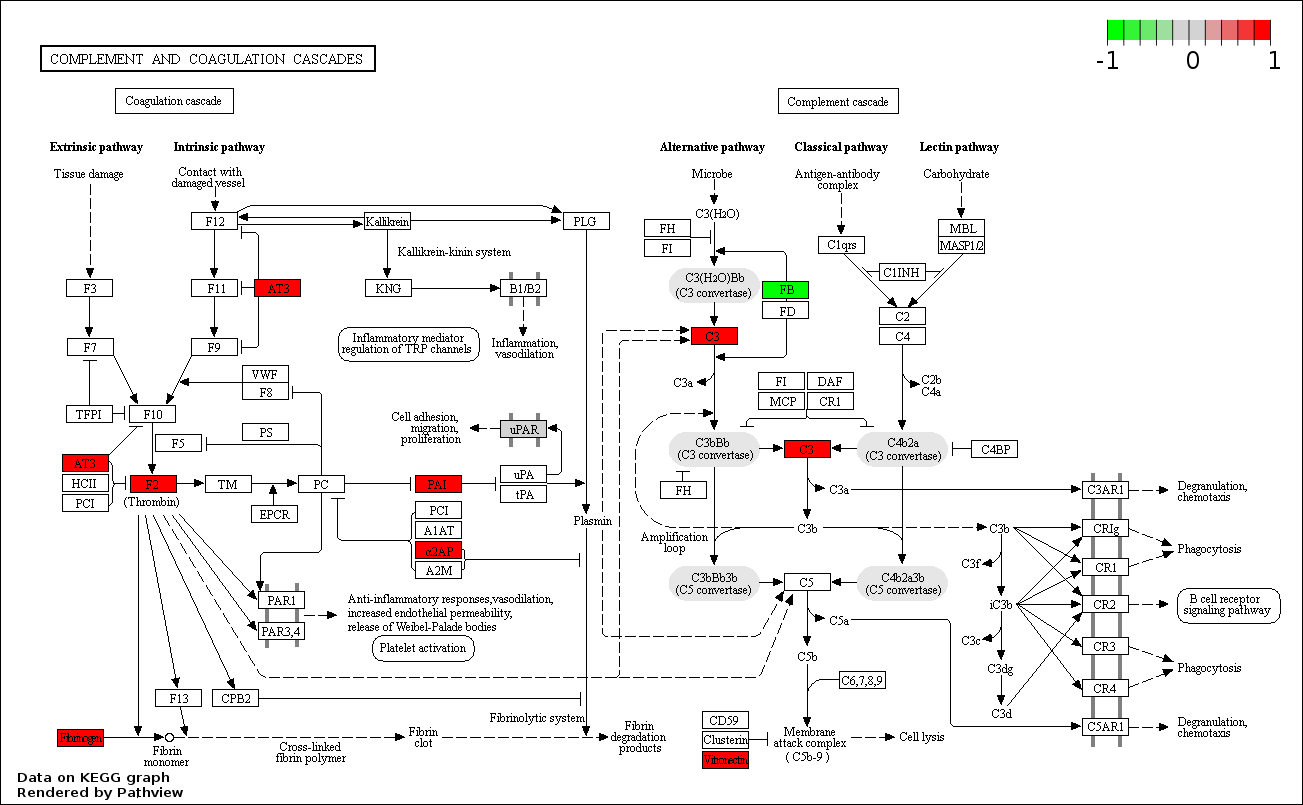 COMPLEMENT AND COAGULATION CASCADES
-1 0 1
Coagulation cascade
Complement cascade
Extrinsic pathway
Intrinsic pathway
Alternative pathway
Classical pathway
Lectin pathway
Tissue damage
Contact with
damaged vessel
Microbe
Antigen-antibody
complex
Carbohydrate
F12
Kallikrein
PLG
C3(H2O)
FH
FI
C1qrs
MBL
MASP1/2
Kallikrein-kinin system
C1INH
F3
F11
AT3
KNG
B1/B2
C3(H2O)Bb
(C3 convertase)
FB
FD
C2
C4
F7
F9
Inflammatory mediator
regulation of TRP channels
Inflammation,
vasodilation
C3
VWF
F8
C3a
FI
DAF
MCP
CR1
C2b
C4a
TFPI
F10
F5
PS
Cell adhesion,
migration,
proliferation
uPAR
C3bBb
(C3 convertase)
C3
C4b2a
(C3 convertase)
C4BP
AT3
HCII
PCI
F2
(Thrombin)
TM
PC
EPCR
PAI
uPA
tPA
FH
C3a
C3AR1
Degranulation,
chemotaxis
PCI
A1AT
α2AP
A2M
Plasmin
Amplification
loop
C3b
C3b
CRIg
Phagocytosis
C3f
CR1
C3bBb3b
(C5 convertase)
C5
C4b2a3b
(C5 convertase)
PAR1
PAR3,4
Anti-inflammatory responses,vasodilation,
increased endothelial permeability,
release of Weibel-Palade bodies
Platelet activation
iC3b
CR2
B cell receptor
signaling pathway
C5a
C3c
CR3
C5b
C3dg
Phagocytosis
C6,7,8,9
CR4
C3d
F13
CPB2
Fibrinolytic system
CD59
Clusterin
Vitronectin
Membrane
attack complex
( C5b-9 )
Cell lysis
C5AR1
Degranulation,
chemotaxis
Fibrinogen
Fibrin
monomer
Cross-linked
fibrin polymer
Fibrin
clot
Fibrin
degradation
products
Data on KEGG graph
Rendered by Pathview